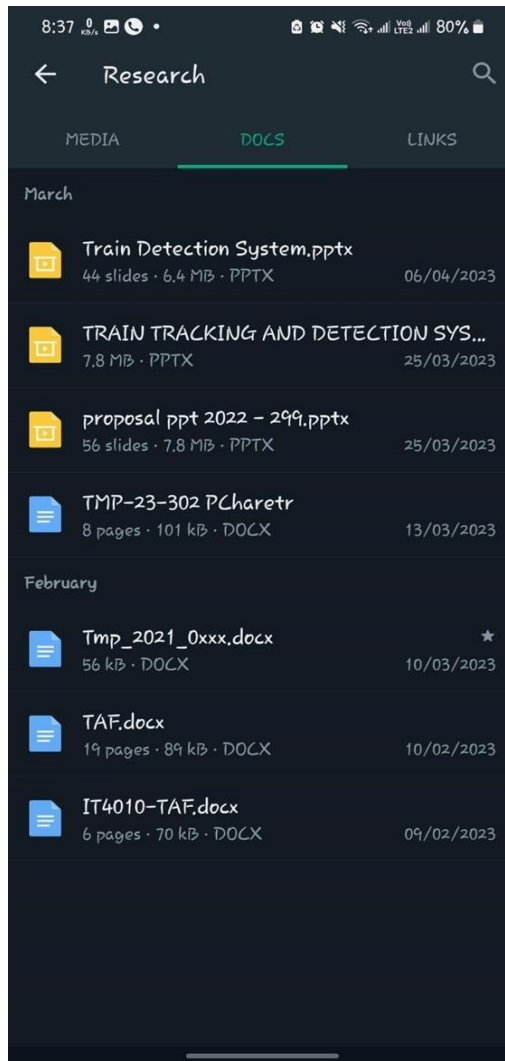 8:37 0 KB/s • Vo)) LTE2 80%
Research
MEDIA DOCS LINKS
March
Train Detection System.pptx
44 slides · 6.4 MB · PPTX 06/04/2023
TRAIN TRACKING AND DETECTION SYS...
7.8 MB · PPTX 25/03/2023
proposal ppt 2022 - 299.pptx
56 slides · 7.8 MB · PPTX 25/03/2023
TMP-23-302 PCharetr
8 pages · 101 kB · DOCX 13/03/2023
February
Tmp_2021_0xxx.docx
56 kB · DOCX 10/03/2023
TAF.docx
19 pages · 89 kB · DOCX 10/02/2023
IT4010-TAF.docx
6 pages · 70 kB · DOCX 09/02/2023